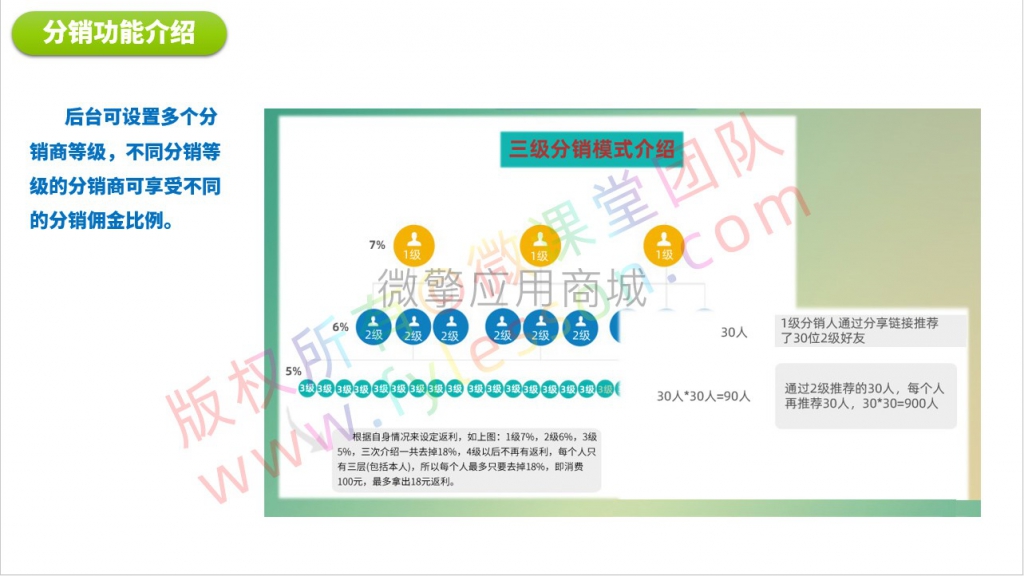 分销功能介绍
后台可设置多个分
销商等级，不同分销等
级的分销商可享受不同
的分销佣金比例。
三级分销模式介绍
7%
1级
1级
1级
微擎应用商城
6%
2级
2级
2级
2级
2级
2级
30人
1级分销人通过分享链接推荐
了30位2级好友
5%
3级 3级 3级 3级 3级 3级 3级 3级 3级 3级 3级 3级 3级 3级 3级 3级 3级
30人*30人=90人
通过2级推荐的30人，每个人
再推荐30人，30*30=900人
根据自身情况来设定返利，如上图：1级7%，2级6%，3级
5%，三次介绍一共去掉18%，4级以后不再有返利，每个人只
有三层(包括本人)，所以每个人最多只要去掉18%，即消费
100元，最多拿出18元返利。
版权所有@微课堂团队
www.fylesson.com